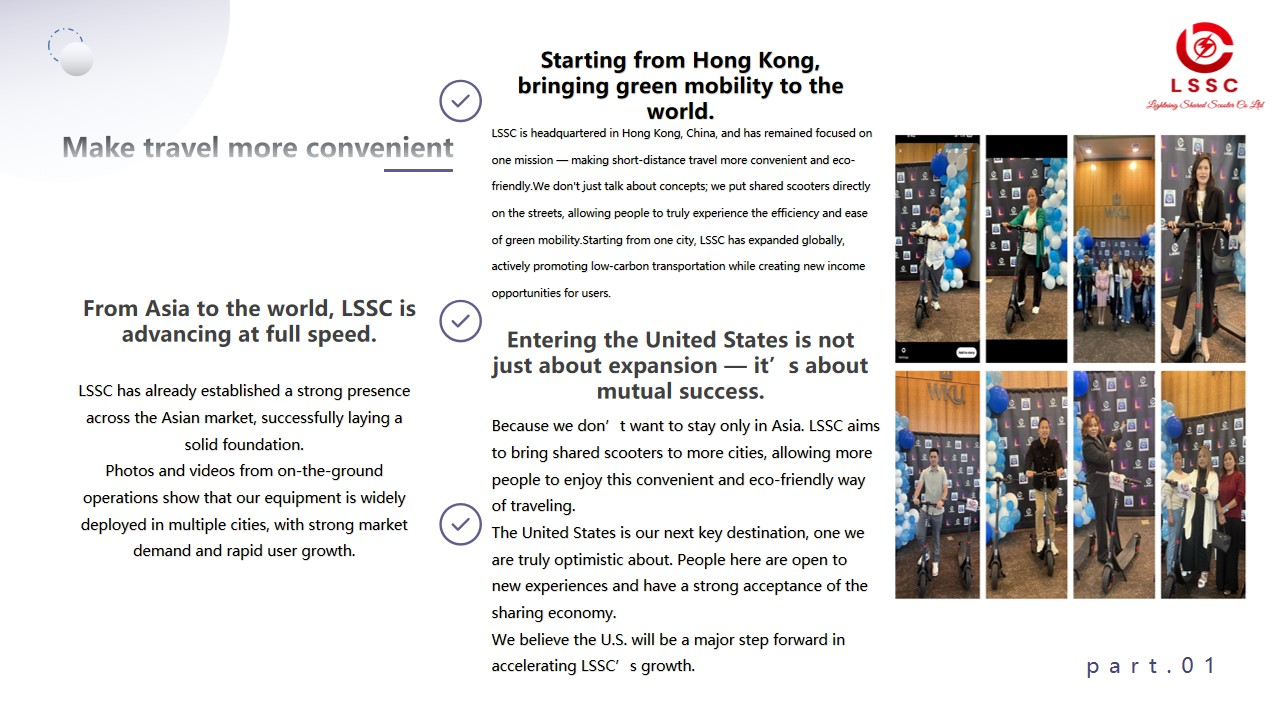 Make travel more convenient
From Asia to the world, LSSC is
advancing at full speed.
LSSC has already established a strong presence
across the Asian market, successfully laying a
solid foundation.
Photos and videos from on-the-ground
operations show that our equipment is widely
deployed in multiple cities, with strong market
demand and rapid user growth.
Starting from Hong Kong,
bringing green mobility to the
world.
LSSC is headquartered in Hong Kong, China, and has remained focused on
one mission — making short-distance travel more convenient and eco-
friendly.We don't just talk about concepts; we put shared scooters directly
on the streets, allowing people to truly experience the efficiency and ease
of green mobility.Starting from one city, LSSC has expanded globally,
actively promoting low-carbon transportation while creating new income
opportunities for users.
Entering the United States is not
just about expansion — it’s about
mutual success.
Because we don’t want to stay only in Asia. LSSC aims
to bring shared scooters to more cities, allowing more
people to enjoy this convenient and eco-friendly way
of traveling.
The United States is our next key destination, one we
are truly optimistic about. People here are open to
new experiences and have a strong acceptance of the
sharing economy.
We believe the U.S. will be a major step forward in
accelerating LSSC’s growth.
LSSC
Lightning Shared Scooter Co Ltd
WKU
WKU
part.01